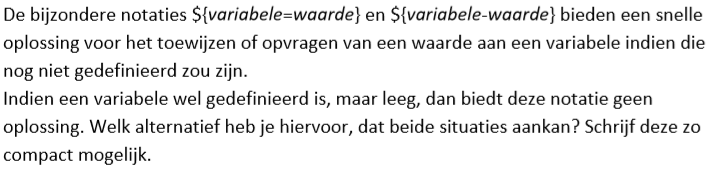 De bijzondere notaties ${variabele=waarde} en ${variabele-waarde} bieden een snelle
oplossing voor het toewijzen of opvragen van een waarde aan een variabele indien die
nog niet gedefinieerd zou zijn.
Indien een variabele wel gedefinieerd is, maar leeg, dan biedt deze notatie geen
oplossing. Welk alternatief heb je hiervoor, dat beide situaties aankan? Schrijf deze zo
compact mogelijk.